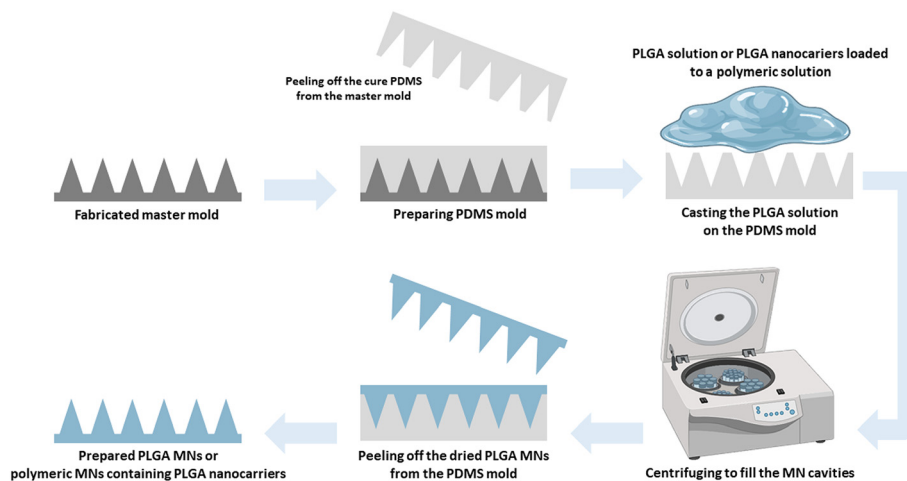 Peeling off the cure PDMS
from the master mold
PLGA solution or PLGA nanocariers loaded
to a polymeric solution
Fabricated master mold
Preparing PDMS mold
Casting the PLGA solution
on the PDMS mold
Prepared PLGA MNs or
polymeric MNs containing PLGA nanocarriers
Peeling off the dried PLGA MNs
from the PDMS mold
Centrifuging to fill the MN cavities